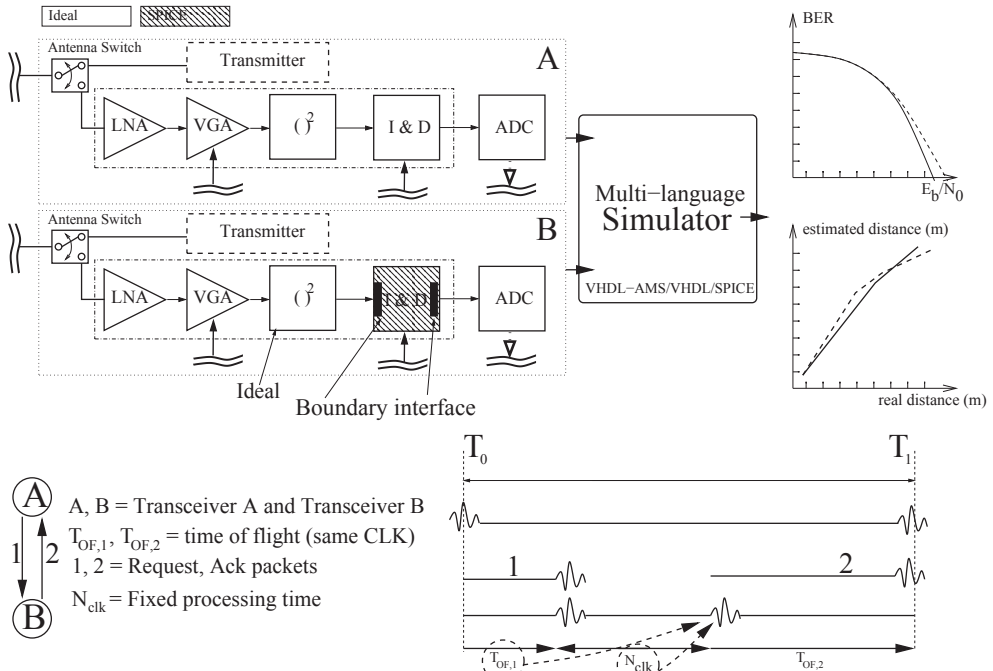 Ideal
SPICE
Antenna Switch
Transmitter
A
LNA
VGA
( )²
I & D
ADC
Antenna Switch
Transmitter
B
LNA
VGA
( )²
I & D
ADC
Ideal
Boundary interface
Multi−language
Simulator
VHDL−AMS/VHDL/SPICE
BER
E_b/N_0
estimated distance (m)
real distance (m)
A
1
2
B
A, B = Transceiver A and Transceiver B
T_OF,1, T_OF,2 = time of flight (same CLK)
1, 2 = Request, Ack packets
N_clk = Fixed processing time
T_0
T_1
1
2
T_OF,1
N_clk
T_OF,2